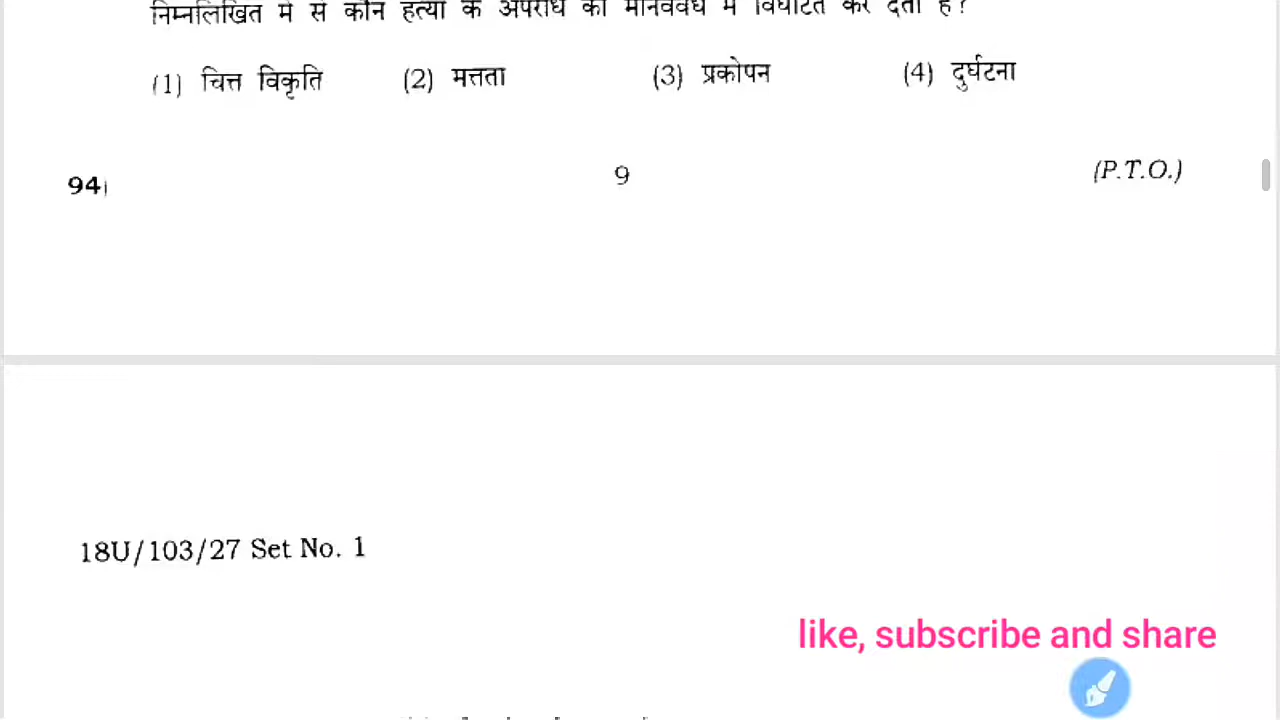 निम्नलिखित में से कौन हत्या के अपराध को मानववध में विघटित कर देता है?
(1) चित्त विकृति (2) मत्तता (3) प्रकोपन (4) दुर्घटना
94) 9 (P.T.O.)
18U/103/27 Set No. 1
like, subscribe and share